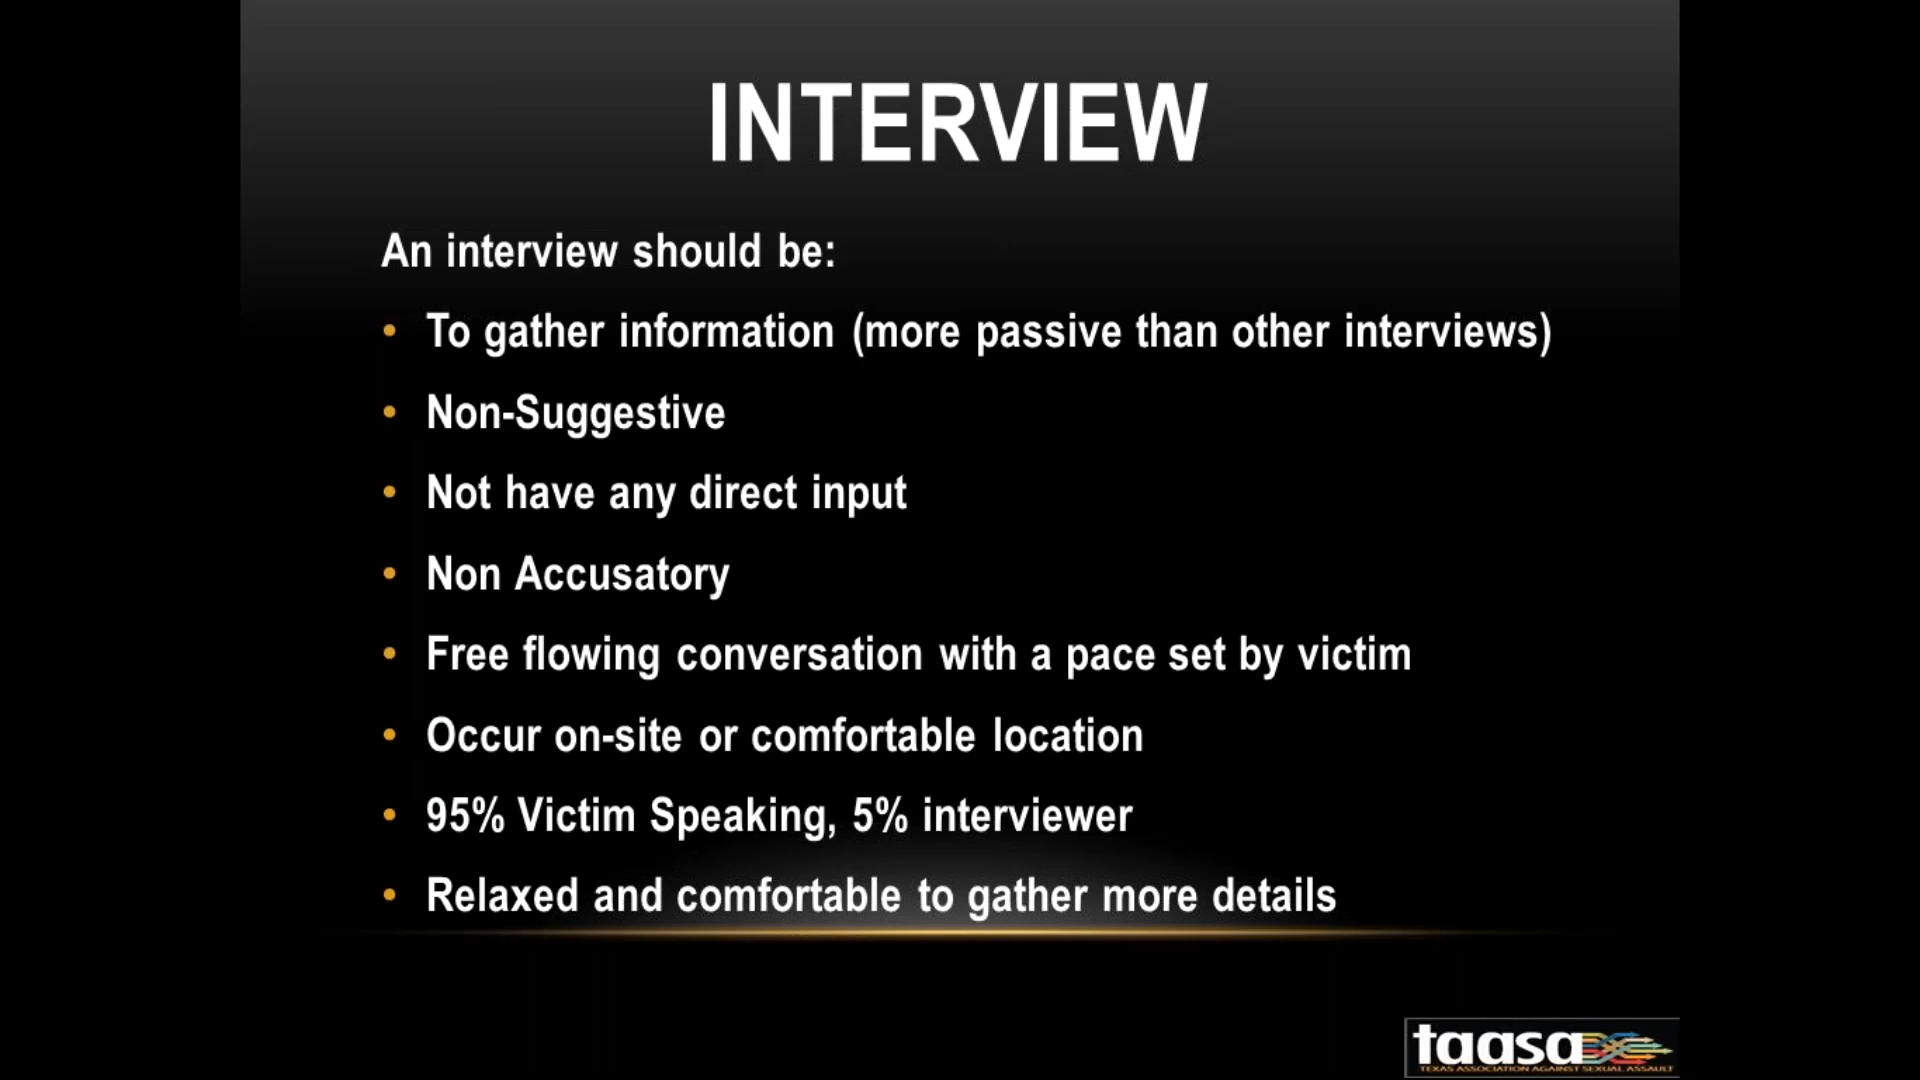 INTERVIEW
An interview should be:
• To gather information (more passive than other interviews)
• Non-Suggestive
• Not have any direct input
• Non Accusatory
• Free flowing conversation with a pace set by victim
• Occur on-site or comfortable location
• 95% Victim Speaking, 5% interviewer
• Relaxed and comfortable to gather more details
taasa
TEXAS ASSOCIATION AGAINST SEXUAL ASSAULT